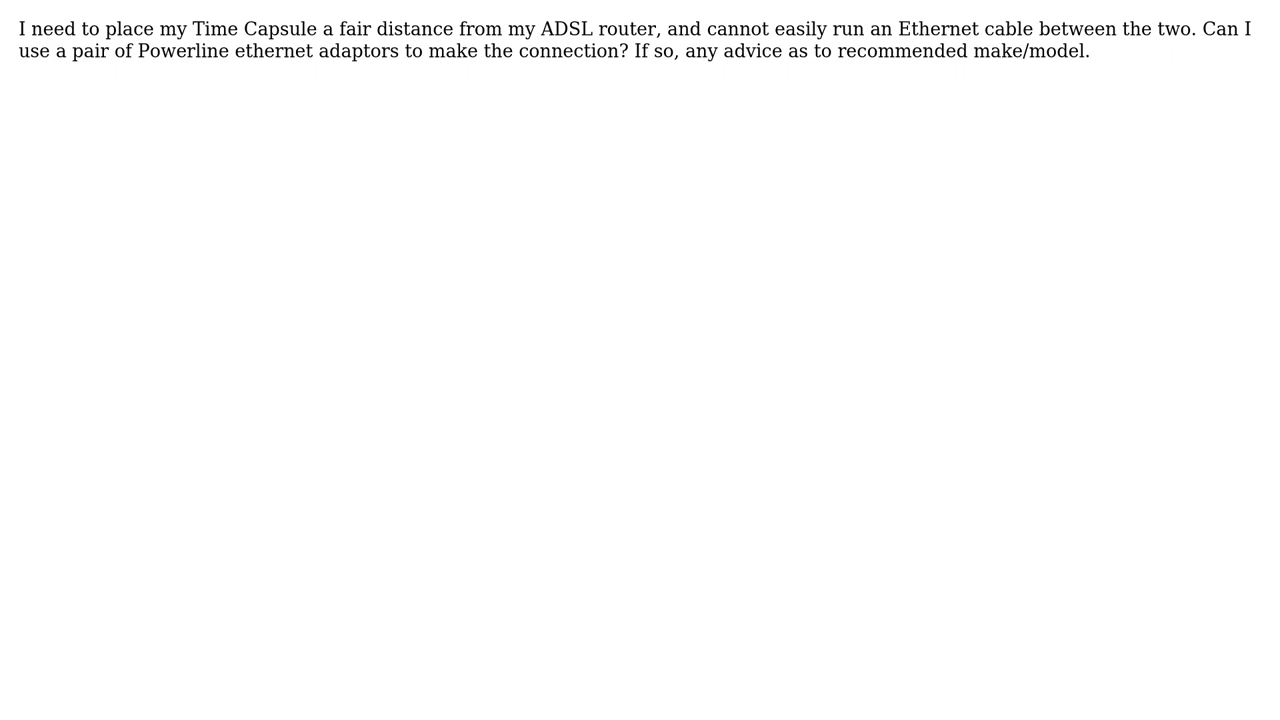 I need to place my Time Capsule a fair distance from my ADSL router, and cannot easily run an Ethernet cable between the two. Can I
use a pair of Powerline ethernet adaptors to make the connection? If so, any advice as to recommended make/model.